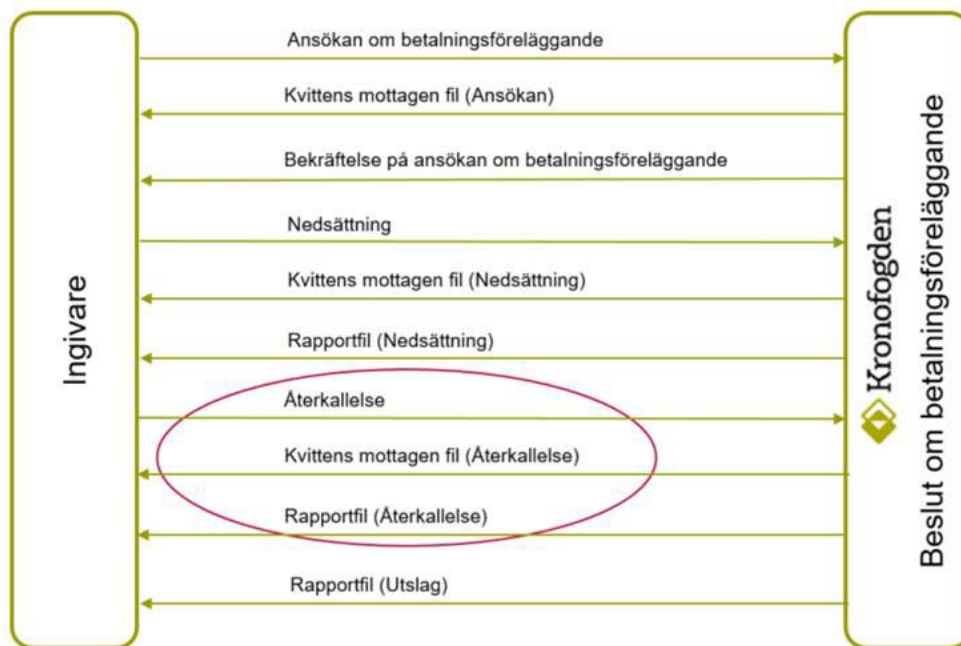 Ingivare
Ansökan om betalningsföreläggande
Kvittens mottagen fil (Ansökan)
Bekräftelse på ansökan om betalningsföreläggande
Nedsättning
Kvittens mottagen fil (Nedsättning)
Rapportfil (Nedsättning)
Återkallelse
Kvittens mottagen fil (Återkallelse)
Rapportfil (Återkallelse)
Rapportfil (Utslag)
Kronofogden
Beslut om betalningsföreläggande